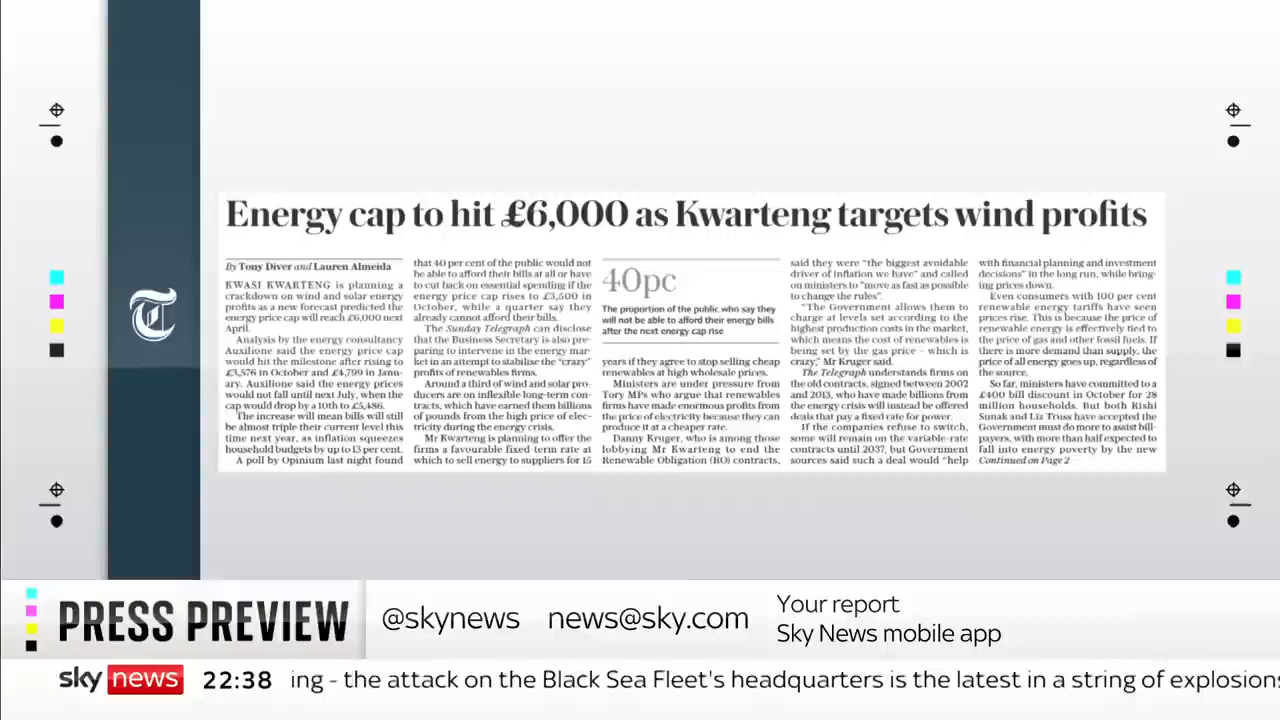 Energy cap to hit £6,000 as Kwarteng targets wind profits
By Tony Diver and Lauren Almeida
KWASI KWARTENG is planning a
crackdown on wind and solar energy
profits as a new forecast predicted the
energy price cap will reach £6,000 next
April.
Analysis by the energy consultancy
Auxilione said the energy price cap
would hit the milestone after rising to
£3,576 in October and £4,799 in Janu-
ary. Auxilione said the energy prices
would not fall until next July, when the
cap would drop by a 10th to £5,486.
The increase will mean bills will still
be almost triple their current level this
time next year, as inflation squeezes
household budgets by up to 13 per cent.
A poll by Opinium last night found
that 40 per cent of the public would not
be able to afford their bills at all or have
to cut back on essential spending if the
energy price cap rises to £3,500 in
October, while a quarter say they
already cannot afford their bills.
The Sunday Telegraph can disclose
that the Business Secretary is also pre-
paring to intervene in the energy mar-
ket in an attempt to stabilise the “crazy”
profits of renewables firms.
Around a third of wind and solar pro-
ducers are on inflexible long-term con-
tracts, which have earned them billions
of pounds from the high price of elec-
tricity during the energy crisis.
Mr Kwarteng is planning to offer the
firms a favourable fixed-term rate at
which to sell energy to suppliers for 15
40pc
The proportion of the public who say they
will not be able to afford their energy bills
after the next energy cap rise
years if they agree to stop selling cheap
renewables at high wholesale prices.
Ministers are under pressure from
Tory MPs who argue that renewables
firms have made enormous profits from
the price of electricity because they can
produce it at a cheaper rate.
Danny Kruger, who is among those
lobbying Mr Kwarteng to end the
Renewable Obligation (RO) contracts,
said they were “the biggest avoidable
driver of inflation we have” and called
on ministers to “move as fast as possible
to change the rules”.
“The Government allows them to
charge at levels set according to the
highest production costs in the market,
which means the cost of renewables is
being set by the gas price – which is
crazy,” Mr Kruger said.
The Telegraph understands firms on
the old contracts, signed between 2002
and 2013, who have made billions from
the energy crisis will instead be offered
deals that pay a fixed rate for power.
If the companies refuse to switch,
some will remain on the variable-rate
contracts until 2037, but Government
sources said such a deal would “help
with financial planning and investment
decisions” in the long run, while bring-
ing prices down.
Even consumers with 100 per cent
renewable energy tariffs have seen
prices rise. This is because the price of
renewable energy is effectively tied to
the price of gas and other fossil fuels. If
there is more demand than supply, the
price of all energy goes up, regardless of
the source.
So far, ministers have committed to a
£400 bill discount in October for 28
million households. But both Rishi
Sunak and Liz Truss have accepted the
Government must do more to assist bill-
payers, with more than half expected to
fall into energy poverty by the new
Continued on Page 2
T
PRESS PREVIEW
@skynews news@sky.com
Your report
Sky News mobile app
sky news 22:38 ing - the attack on the Black Sea Fleet's headquarters is the latest in a string of explosions